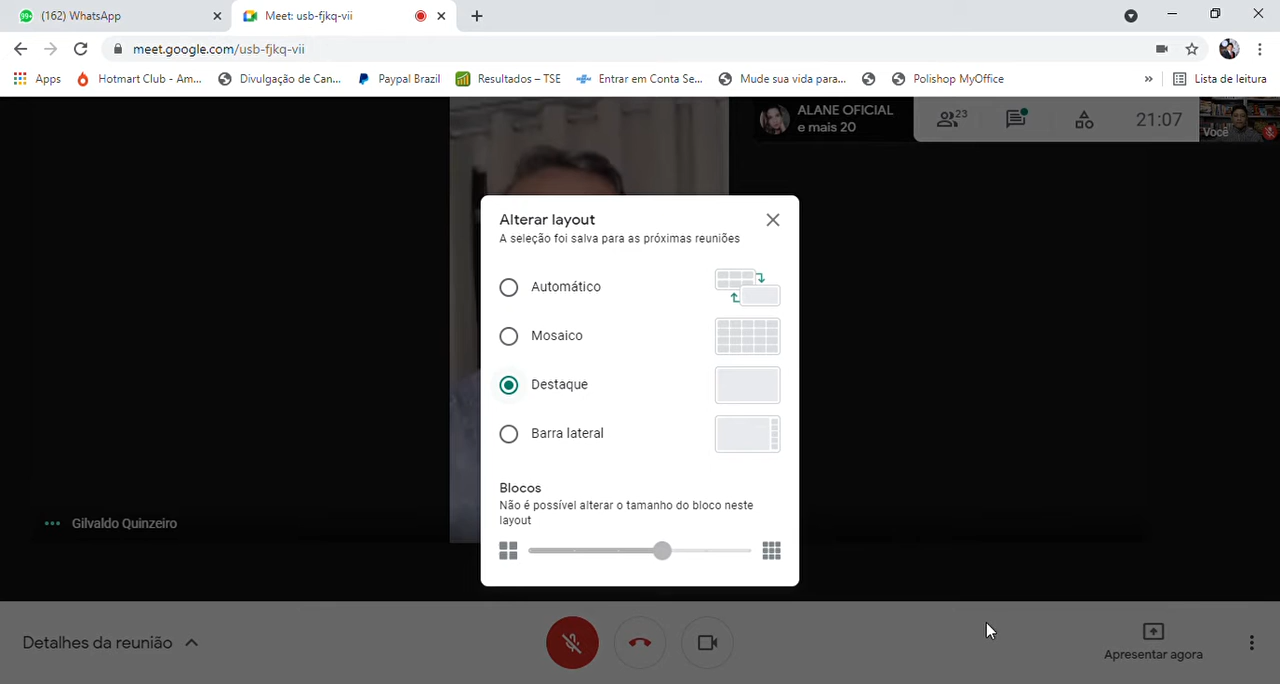 99+
(162) WhatsApp
Meet: usb-fjkq-vii
meet.google.com/usb-fjkq-vii
Apps
Hotmart Club - Am...
Divulgação de Can...
Paypal Brazil
Resultados – TSE
Entrar em Conta Se...
Mude sua vida para...
Polishop MyOffice
»
Lista de leitura
ALANE OFICIAL
e mais 20
23
21:07
Você
Alterar layout
A seleção foi salva para as próximas reuniões
Automático
Mosaico
Destaque
Barra lateral
Blocos
Não é possível alterar o tamanho do bloco neste
layout
Gilvaldo Quinzeiro
Detalhes da reunião
Apresentar agora